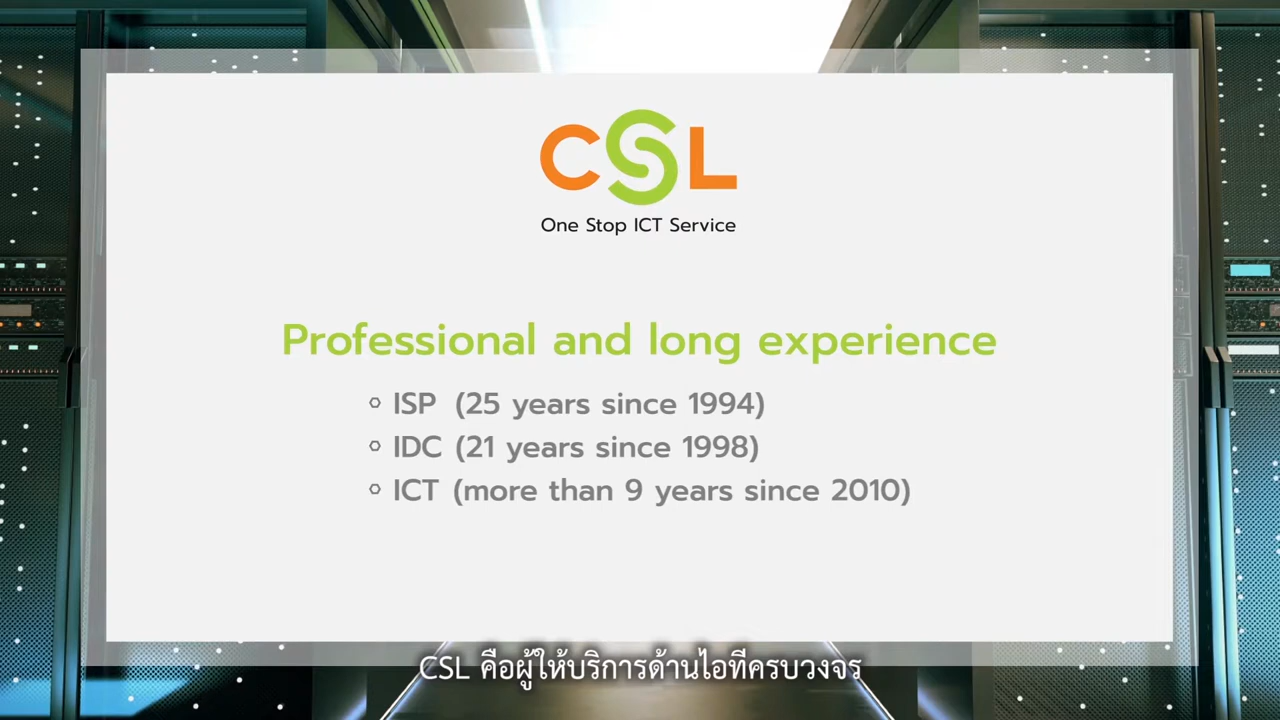 CSL
One Stop ICT Service
Professional and long experience
ISP (25 years since 1994)
IDC (21 years since 1998)
ICT (more than 9 years since 2010)
CSL คือผู้ให้บริการด้านไอทีครบวงจร